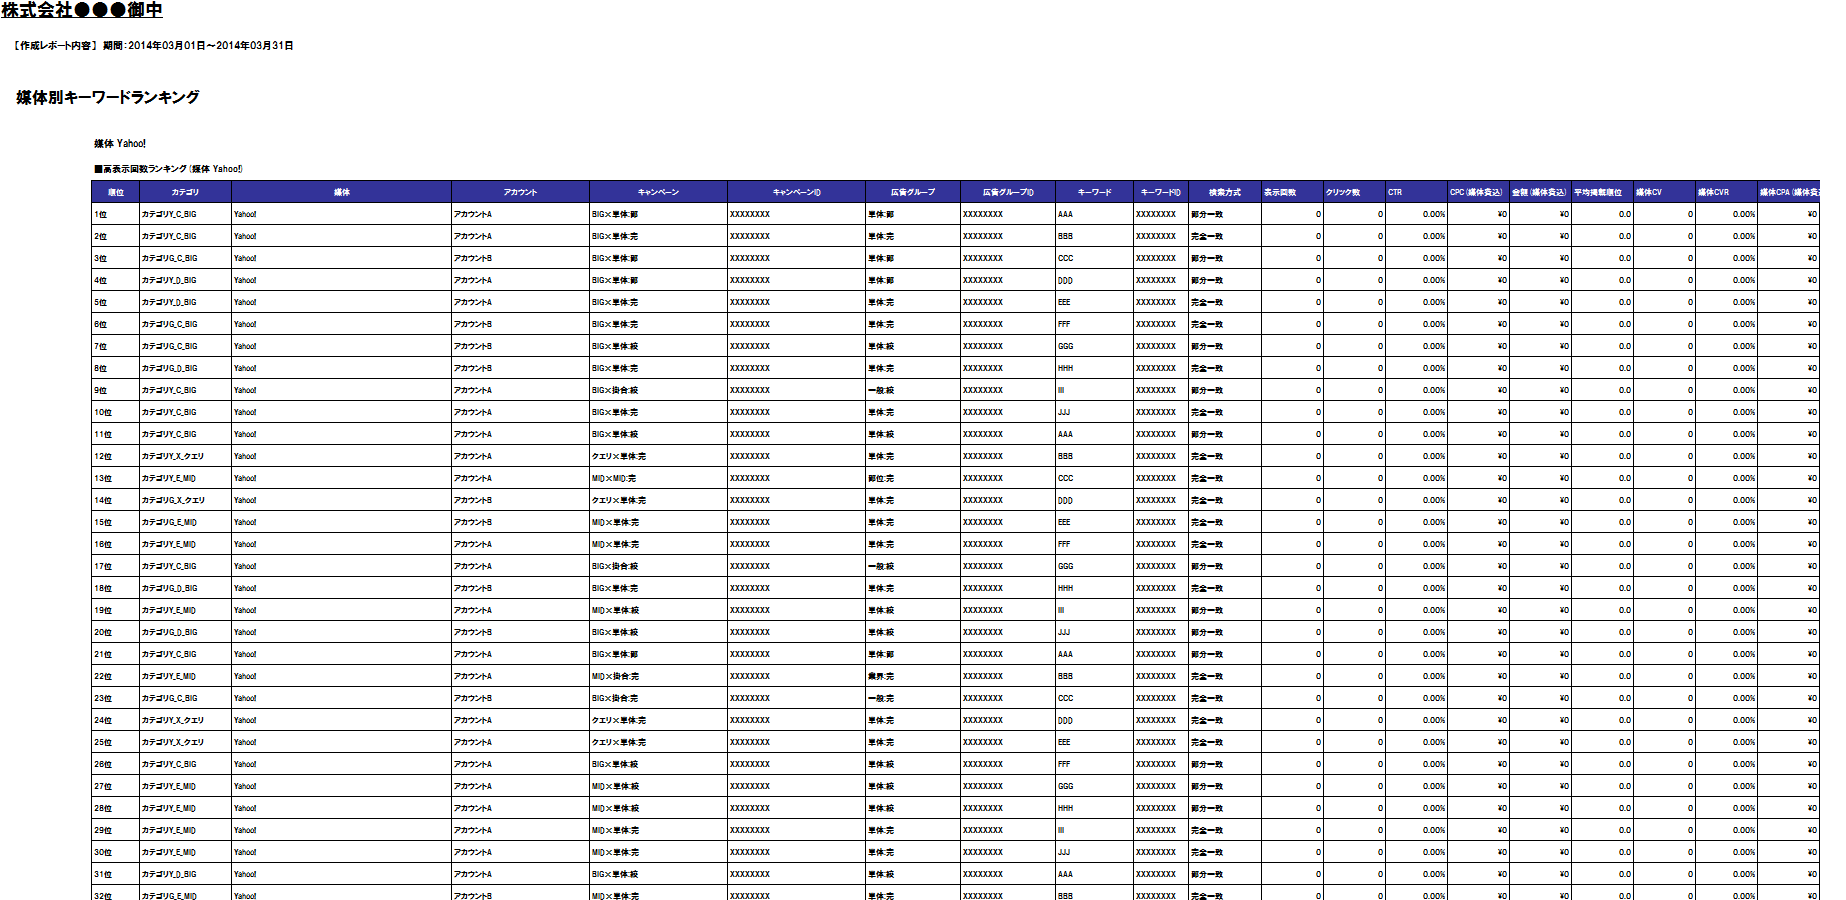 株式会社●●●御中
【作成レポート内容】 期間：2014年03月01日～2014年03月31日
媒体別キーワードランキング
媒体 Yahoo!
■高表示回数ランキング（媒体 Yahoo!）
順位 カテゴリ 媒体 アカウント キャンペーン キャンペーンID 広告グループ 広告グループID キーワード キーワードID 検索方式 表示回数 クリック数 CTR CPC（媒体費込） 金額（媒体費込） 平均掲載順位 媒体CV 媒体CVR 媒体CPA（媒体費
1位 カテゴリY_C_BIG Yahoo! アカウントA BIG×単体:部 XXXXXXXX 単体:部 XXXXXXXX AAA XXXXXXXX 部分一致 0 0 0.00% ¥0 ¥0 0.0 0 0.00% ¥0
2位 カテゴリY_C_BIG Yahoo! アカウントA BIG×単体:完 XXXXXXXX 単体:完 XXXXXXXX BBB XXXXXXXX 完全一致 0 0 0.00% ¥0 ¥0 0.0 0 0.00% ¥0
3位 カテゴリG_C_BIG Yahoo! アカウントB BIG×単体:部 XXXXXXXX 単体:部 XXXXXXXX CCC XXXXXXXX 部分一致 0 0 0.00% ¥0 ¥0 0.0 0 0.00% ¥0
4位 カテゴリY_D_BIG Yahoo! アカウントA BIG×単体:部 XXXXXXXX 単体:部 XXXXXXXX DDD XXXXXXXX 部分一致 0 0 0.00% ¥0 ¥0 0.0 0 0.00% ¥0
5位 カテゴリY_D_BIG Yahoo! アカウントA BIG×単体:完 XXXXXXXX 単体:完 XXXXXXXX EEE XXXXXXXX 完全一致 0 0 0.00% ¥0 ¥0 0.0 0 0.00% ¥0
6位 カテゴリG_C_BIG Yahoo! アカウントB BIG×単体:完 XXXXXXXX 単体:完 XXXXXXXX FFF XXXXXXXX 完全一致 0 0 0.00% ¥0 ¥0 0.0 0 0.00% ¥0
7位 カテゴリG_C_BIG Yahoo! アカウントB BIG×単体:絞 XXXXXXXX 単体:絞 XXXXXXXX GGG XXXXXXXX 部分一致 0 0 0.00% ¥0 ¥0 0.0 0 0.00% ¥0
8位 カテゴリG_D_BIG Yahoo! アカウントB BIG×単体:完 XXXXXXXX 単体:完 XXXXXXXX HHH XXXXXXXX 完全一致 0 0 0.00% ¥0 ¥0 0.0 0 0.00% ¥0
9位 カテゴリY_C_BIG Yahoo! アカウントA BIG×掛合:絞 XXXXXXXX 一般:絞 XXXXXXXX III XXXXXXXX 部分一致 0 0 0.00% ¥0 ¥0 0.0 0 0.00% ¥0
10位 カテゴリY_C_BIG Yahoo! アカウントA BIG×単体:完 XXXXXXXX 単体:完 XXXXXXXX JJJ XXXXXXXX 完全一致 0 0 0.00% ¥0 ¥0 0.0 0 0.00% ¥0
11位 カテゴリY_C_BIG Yahoo! アカウントA BIG×単体:絞 XXXXXXXX 単体:絞 XXXXXXXX AAA XXXXXXXX 部分一致 0 0 0.00% ¥0 ¥0 0.0 0 0.00% ¥0
12位 カテゴリY_X_クエリ Yahoo! アカウントA クエリ×単体:完 XXXXXXXX 単体:完 XXXXXXXX BBB XXXXXXXX 完全一致 0 0 0.00% ¥0 ¥0 0.0 0 0.00% ¥0
13位 カテゴリY_E_MID Yahoo! アカウントA MID×MID:完 XXXXXXXX 部位:完 XXXXXXXX CCC XXXXXXXX 完全一致 0 0 0.00% ¥0 ¥0 0.0 0 0.00% ¥0
14位 カテゴリG_X_クエリ Yahoo! アカウントB クエリ×単体:完 XXXXXXXX 単体:完 XXXXXXXX DDD XXXXXXXX 完全一致 0 0 0.00% ¥0 ¥0 0.0 0 0.00% ¥0
15位 カテゴリG_E_MID Yahoo! アカウントB MID×単体:完 XXXXXXXX 単体:完 XXXXXXXX EEE XXXXXXXX 完全一致 0 0 0.00% ¥0 ¥0 0.0 0 0.00% ¥0
16位 カテゴリY_E_MID Yahoo! アカウントA MID×単体:完 XXXXXXXX 単体:完 XXXXXXXX FFF XXXXXXXX 完全一致 0 0 0.00% ¥0 ¥0 0.0 0 0.00% ¥0
17位 カテゴリY_C_BIG Yahoo! アカウントA BIG×掛合:絞 XXXXXXXX 一般:絞 XXXXXXXX GGG XXXXXXXX 部分一致 0 0 0.00% ¥0 ¥0 0.0 0 0.00% ¥0
18位 カテゴリG_D_BIG Yahoo! アカウントB BIG×単体:完 XXXXXXXX 単体:完 XXXXXXXX HHH XXXXXXXX 完全一致 0 0 0.00% ¥0 ¥0 0.0 0 0.00% ¥0
19位 カテゴリY_E_MID Yahoo! アカウントA MID×単体:絞 XXXXXXXX 単体:絞 XXXXXXXX III XXXXXXXX 部分一致 0 0 0.00% ¥0 ¥0 0.0 0 0.00% ¥0
20位 カテゴリG_D_BIG Yahoo! アカウントB BIG×単体:絞 XXXXXXXX 単体:絞 XXXXXXXX JJJ XXXXXXXX 部分一致 0 0 0.00% ¥0 ¥0 0.0 0 0.00% ¥0
21位 カテゴリY_C_BIG Yahoo! アカウントA BIG×単体:部 XXXXXXXX 単体:部 XXXXXXXX AAA XXXXXXXX 部分一致 0 0 0.00% ¥0 ¥0 0.0 0 0.00% ¥0
22位 カテゴリY_E_MID Yahoo! アカウントA MID×掛合:完 XXXXXXXX 業界:完 XXXXXXXX BBB XXXXXXXX 完全一致 0 0 0.00% ¥0 ¥0 0.0 0 0.00% ¥0
23位 カテゴリG_C_BIG Yahoo! アカウントB BIG×掛合:完 XXXXXXXX 一般:完 XXXXXXXX CCC XXXXXXXX 完全一致 0 0 0.00% ¥0 ¥0 0.0 0 0.00% ¥0
24位 カテゴリY_X_クエリ Yahoo! アカウントA クエリ×単体:完 XXXXXXXX 単体:完 XXXXXXXX DDD XXXXXXXX 完全一致 0 0 0.00% ¥0 ¥0 0.0 0 0.00% ¥0
25位 カテゴリY_X_クエリ Yahoo! アカウントA クエリ×単体:完 XXXXXXXX 単体:完 XXXXXXXX EEE XXXXXXXX 完全一致 0 0 0.00% ¥0 ¥0 0.0 0 0.00% ¥0
26位 カテゴリY_C_BIG Yahoo! アカウントA BIG×単体:絞 XXXXXXXX 単体:絞 XXXXXXXX FFF XXXXXXXX 部分一致 0 0 0.00% ¥0 ¥0 0.0 0 0.00% ¥0
27位 カテゴリY_E_MID Yahoo! アカウントA MID×単体:絞 XXXXXXXX 単体:絞 XXXXXXXX GGG XXXXXXXX 部分一致 0 0 0.00% ¥0 ¥0 0.0 0 0.00% ¥0
28位 カテゴリY_E_MID Yahoo! アカウントA MID×単体:絞 XXXXXXXX 単体:絞 XXXXXXXX HHH XXXXXXXX 部分一致 0 0 0.00% ¥0 ¥0 0.0 0 0.00% ¥0
29位 カテゴリY_E_MID Yahoo! アカウントA MID×単体:完 XXXXXXXX 単体:完 XXXXXXXX III XXXXXXXX 完全一致 0 0 0.00% ¥0 ¥0 0.0 0 0.00% ¥0
30位 カテゴリY_E_MID Yahoo! アカウントA MID×単体:完 XXXXXXXX 単体:完 XXXXXXXX JJJ XXXXXXXX 完全一致 0 0 0.00% ¥0 ¥0 0.0 0 0.00% ¥0
31位 カテゴリY_D_BIG Yahoo! アカウントA BIG×単体:絞 XXXXXXXX 単体:絞 XXXXXXXX AAA XXXXXXXX 部分一致 0 0 0.00% ¥0 ¥0 0.0 0 0.00% ¥0
32位 カテゴリG_E_MID Yahoo! アカウントB MID×単体:完 XXXXXXXX 単体:完 XXXXXXXX BBB XXXXXXXX 完全一致 0 0 0.00% ¥0 ¥0 0.0 0 0.00% ¥0